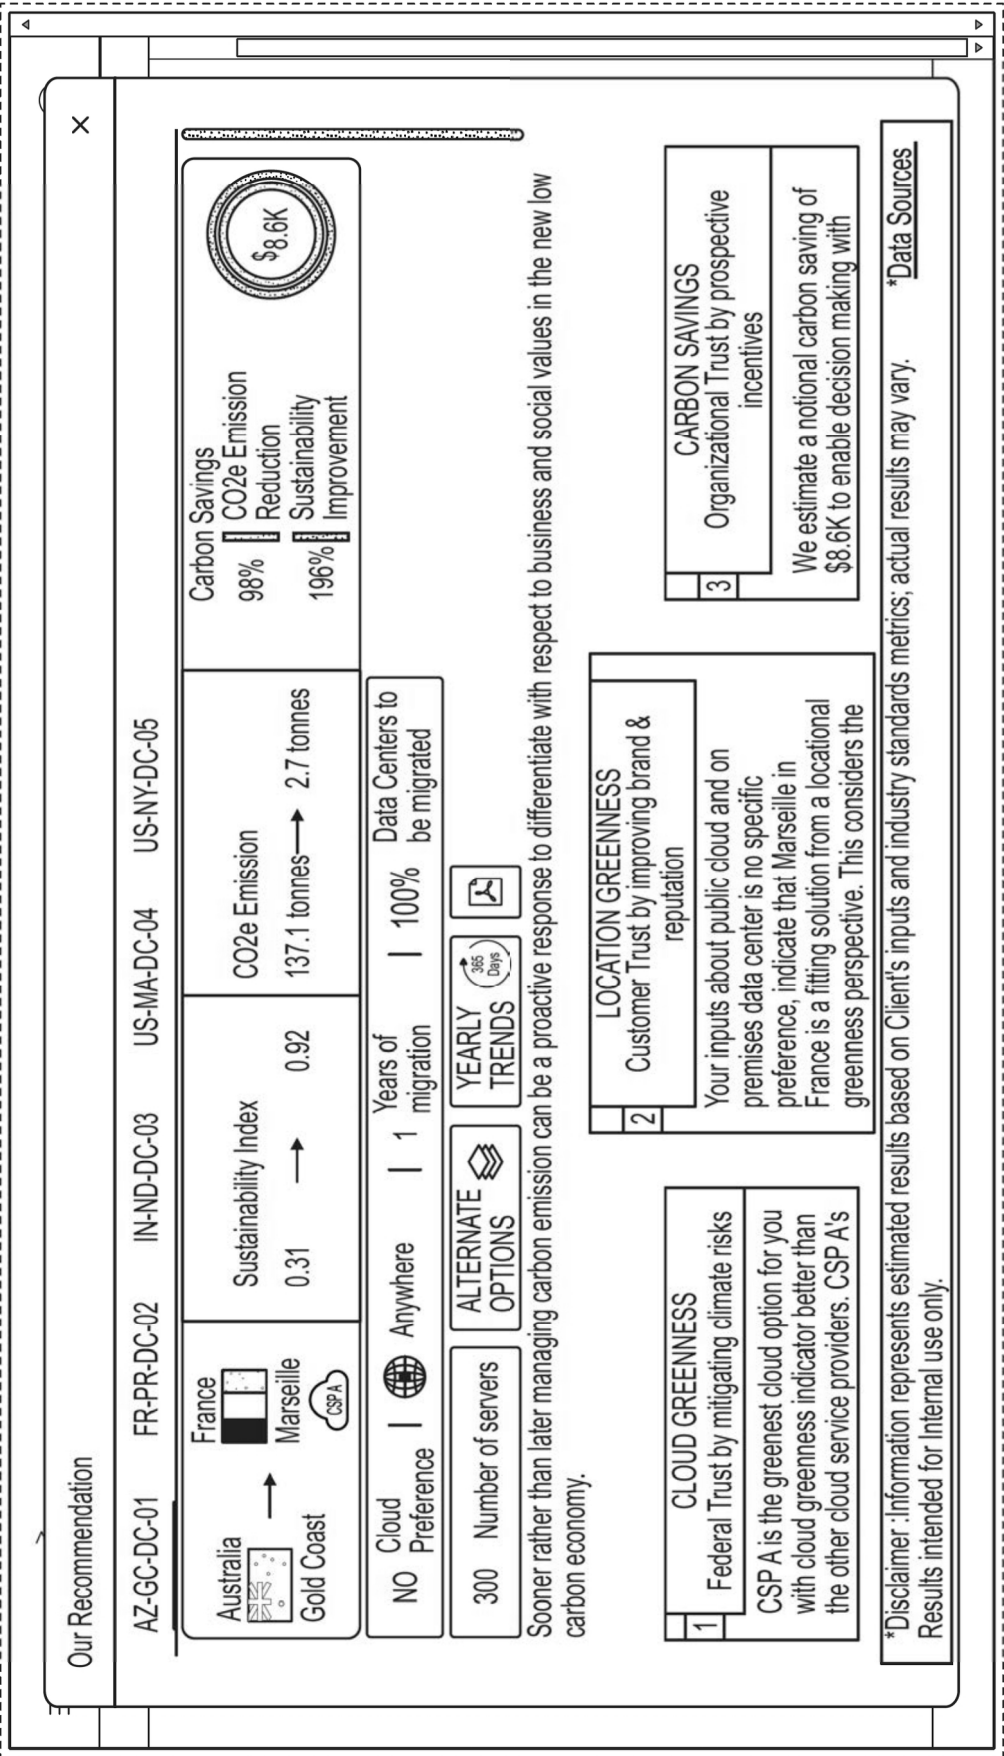 Our Recommendation
AZ-GC-DC-01 FR-PR-DC-02 IN-ND-DC-03 US-MA-DC-04 US-NY-DC-05
Australia
Gold Coast
France
Marseille
CSP A
Sustainability Index
0.31 → 0.92
CO2e Emission
137.1 tonnes → 2.7 tonnes
Carbon Savings
98% CO2e Emission
Reduction
196% Sustainability
Improvement
$8.6K
NO Cloud
Preference
Anywhere
1 Years of
migration
100% Data Centers to
be migrated
300 Number of servers
ALTERNATE
OPTIONS
YEARLY
TRENDS
365
Days
Sooner rather than later managing carbon emission can be a proactive response to differentiate with respect to business and social values in the new low
carbon economy.
1
CLOUD GREENNESS
Federal Trust by mitigating climate risks
CSP A is the greenest cloud option for you
with cloud greenness indicator better than
the other cloud service providers. CSP A's
2
LOCATION GREENNESS
Customer Trust by improving brand &
reputation
Your inputs about public cloud and on
premises data center is no specific
preference, indicate that Marseille in
France is a fitting solution from a locational
greenness perspective. This considers the
3
CARBON SAVINGS
Organizational Trust by prospective
incentives
We estimate a notional carbon saving of
$8.6K to enable decision making with
*Disclaimer :Information represents estimated results based on Client's inputs and industry standards metrics; actual results may vary. *Data Sources
Results intended for Internal use only.